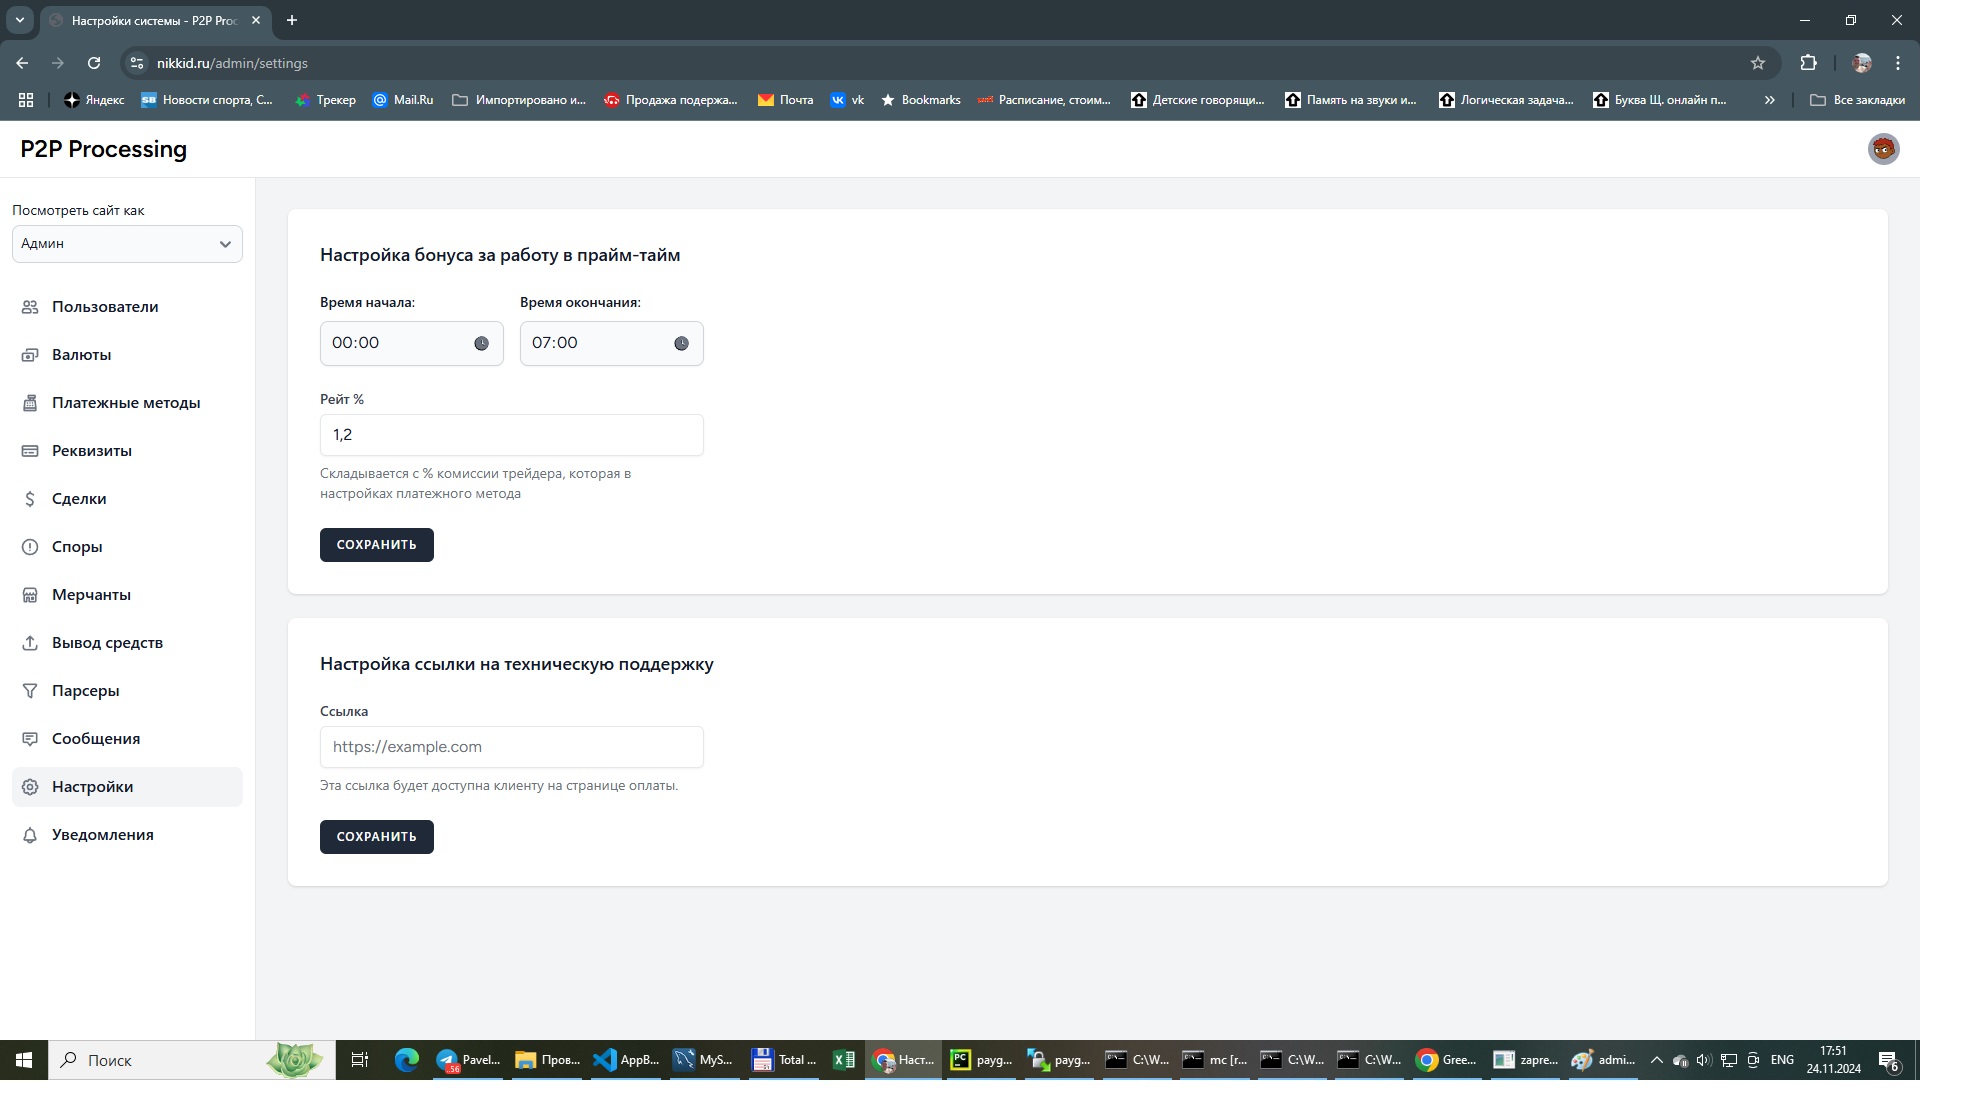 Настройки системы - P2P Proc
nikkid.ru/admin/settings
Яндекс
Новости спорта, С...
Трекер
Mail.Ru
Импортировано и...
Продажа подержа...
Почта
vk
Bookmarks
Расписание, стоим...
Детские говорящи...
Память на звуки и...
Логическая задача...
Буква Щ. онлайн п...
Все закладки
P2P Processing
Посмотреть сайт как
Админ
Пользователи
Валюты
Платежные методы
Реквизиты
Сделки
Споры
Мерчанты
Вывод средств
Парсеры
Сообщения
Настройки
Уведомления
Настройка бонуса за работу в прайм-тайм
Время начала: Время окончания:
00:00 07:00
Рейт %
1,2
Складывается с % комиссии трейдера, которая в
настройках платежного метода
СОХРАНИТЬ
Настройка ссылки на техническую поддержку
Ссылка
https://example.com
Эта ссылка будет доступна клиенту на странице оплаты.
СОХРАНИТЬ
Поиск
Pavel...
.56
Пров...
AppB...
MyS...
Total ...
Наст...
PC
payg...
payg...
C:\W...
mc [r...
C:\W...
C:\W...
Gree...
zapre...
admi...
ENG
17:51
24.11.2024
6